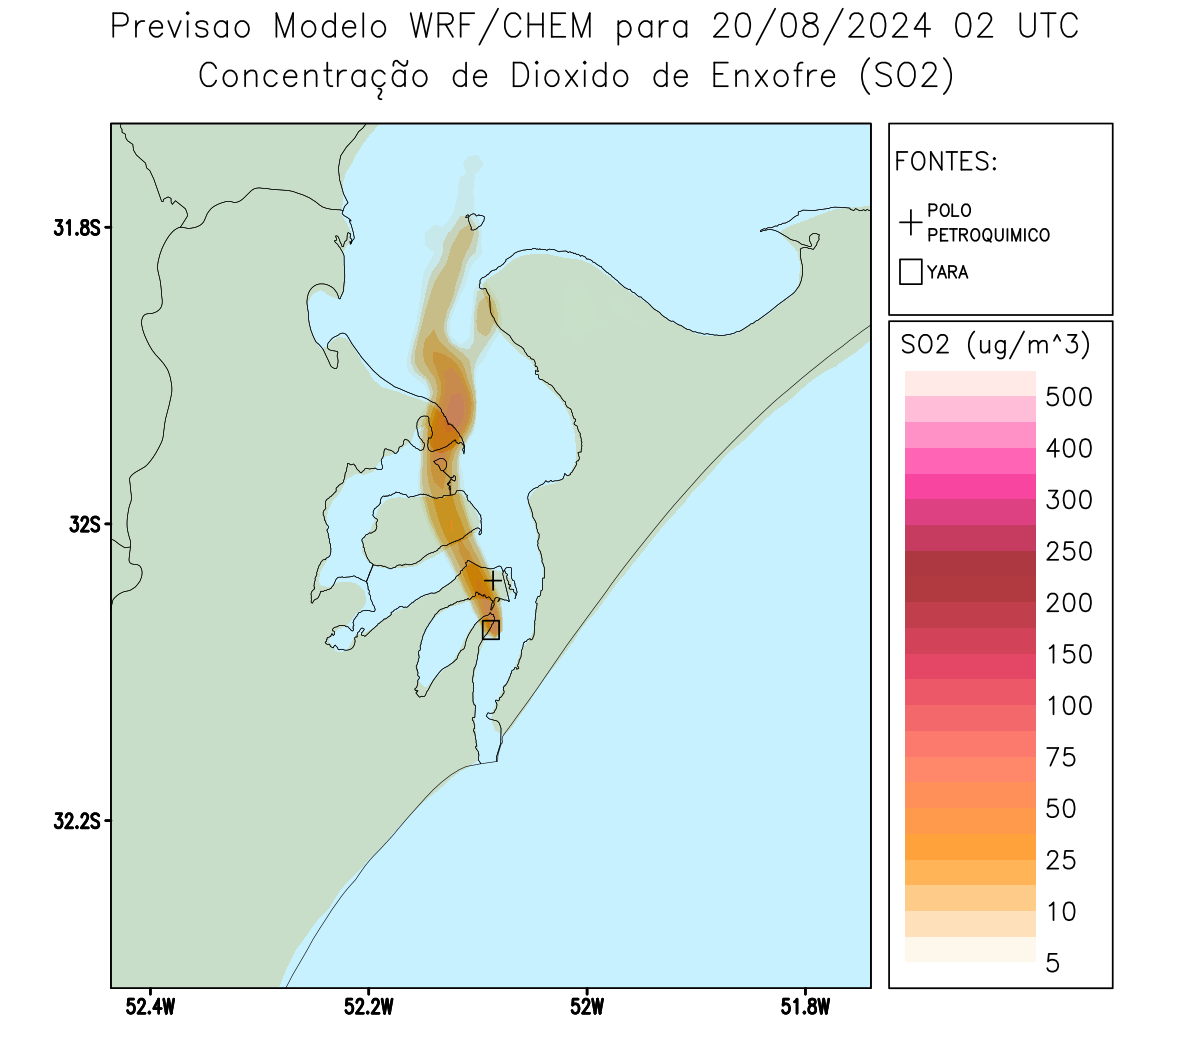 Previsao Modelo WRF/CHEM para 20/08/2024 02 UTC
Concentração de Dioxido de Enxofre (SO2)
FONTES:
POLO
PETROQUIMICO
YARA
SO2 (ug/m^3)
500
400
300
250
200
150
100
75
50
25
10
5
31.8S
32S
32.2S
52.4W
52.2W
52W
51.8W